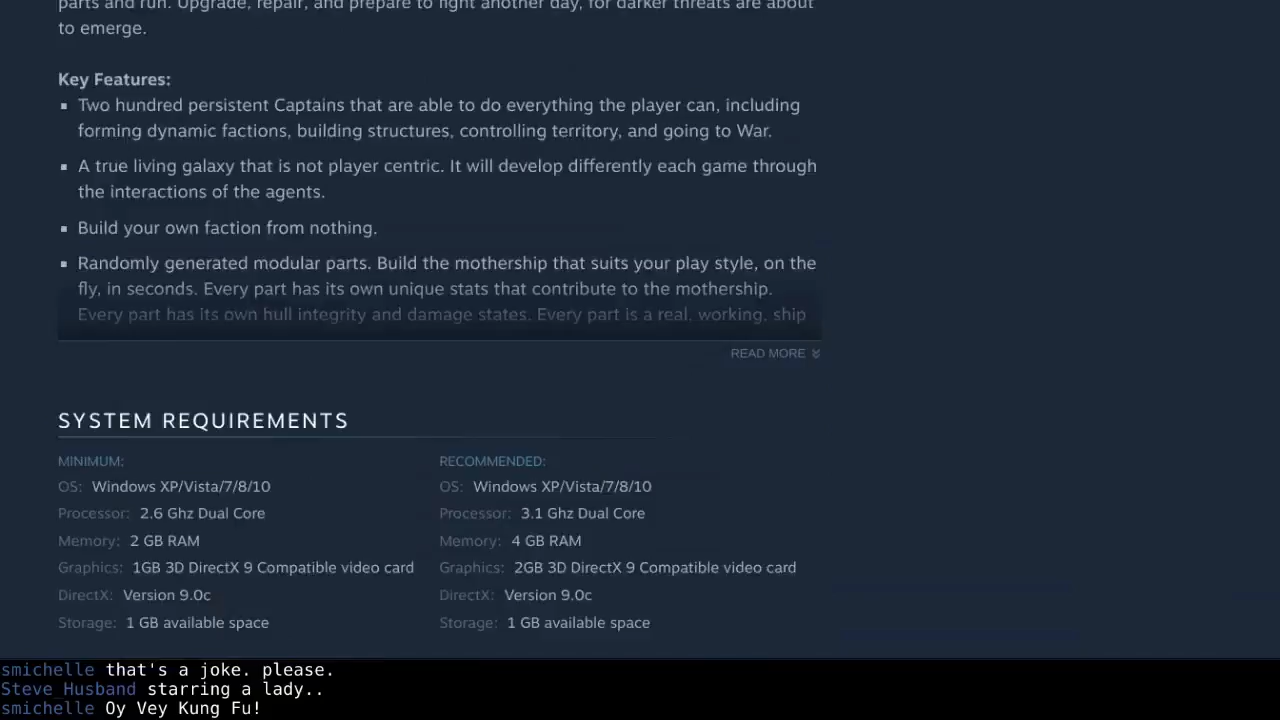 parts and run. Upgrade, repair, and prepare to fight another day, for darker threats are about
to emerge.
Key Features:
▪ Two hundred persistent Captains that are able to do everything the player can, including
forming dynamic factions, building structures, controlling territory, and going to War.
▪ A true living galaxy that is not player centric. It will develop differently each game through
the interactions of the agents.
▪ Build your own faction from nothing.
▪ Randomly generated modular parts. Build the mothership that suits your play style, on the
fly, in seconds. Every part has its own unique stats that contribute to the mothership.
Every part has its own hull integrity and damage states. Every part is a real, working, ship
READ MORE
SYSTEM REQUIREMENTS
MINIMUM:
OS: Windows XP/Vista/7/8/10
Processor: 2.6 Ghz Dual Core
Memory: 2 GB RAM
Graphics: 1GB 3D DirectX 9 Compatible video card
DirectX: Version 9.0c
Storage: 1 GB available space
RECOMMENDED:
OS: Windows XP/Vista/7/8/10
Processor: 3.1 Ghz Dual Core
Memory: 4 GB RAM
Graphics: 2GB 3D DirectX 9 Compatible video card
DirectX: Version 9.0c
Storage: 1 GB available space
smichelle that's a joke. please.
Steve_Husband starring a lady..
smichelle Oy Vey Kung Fu!